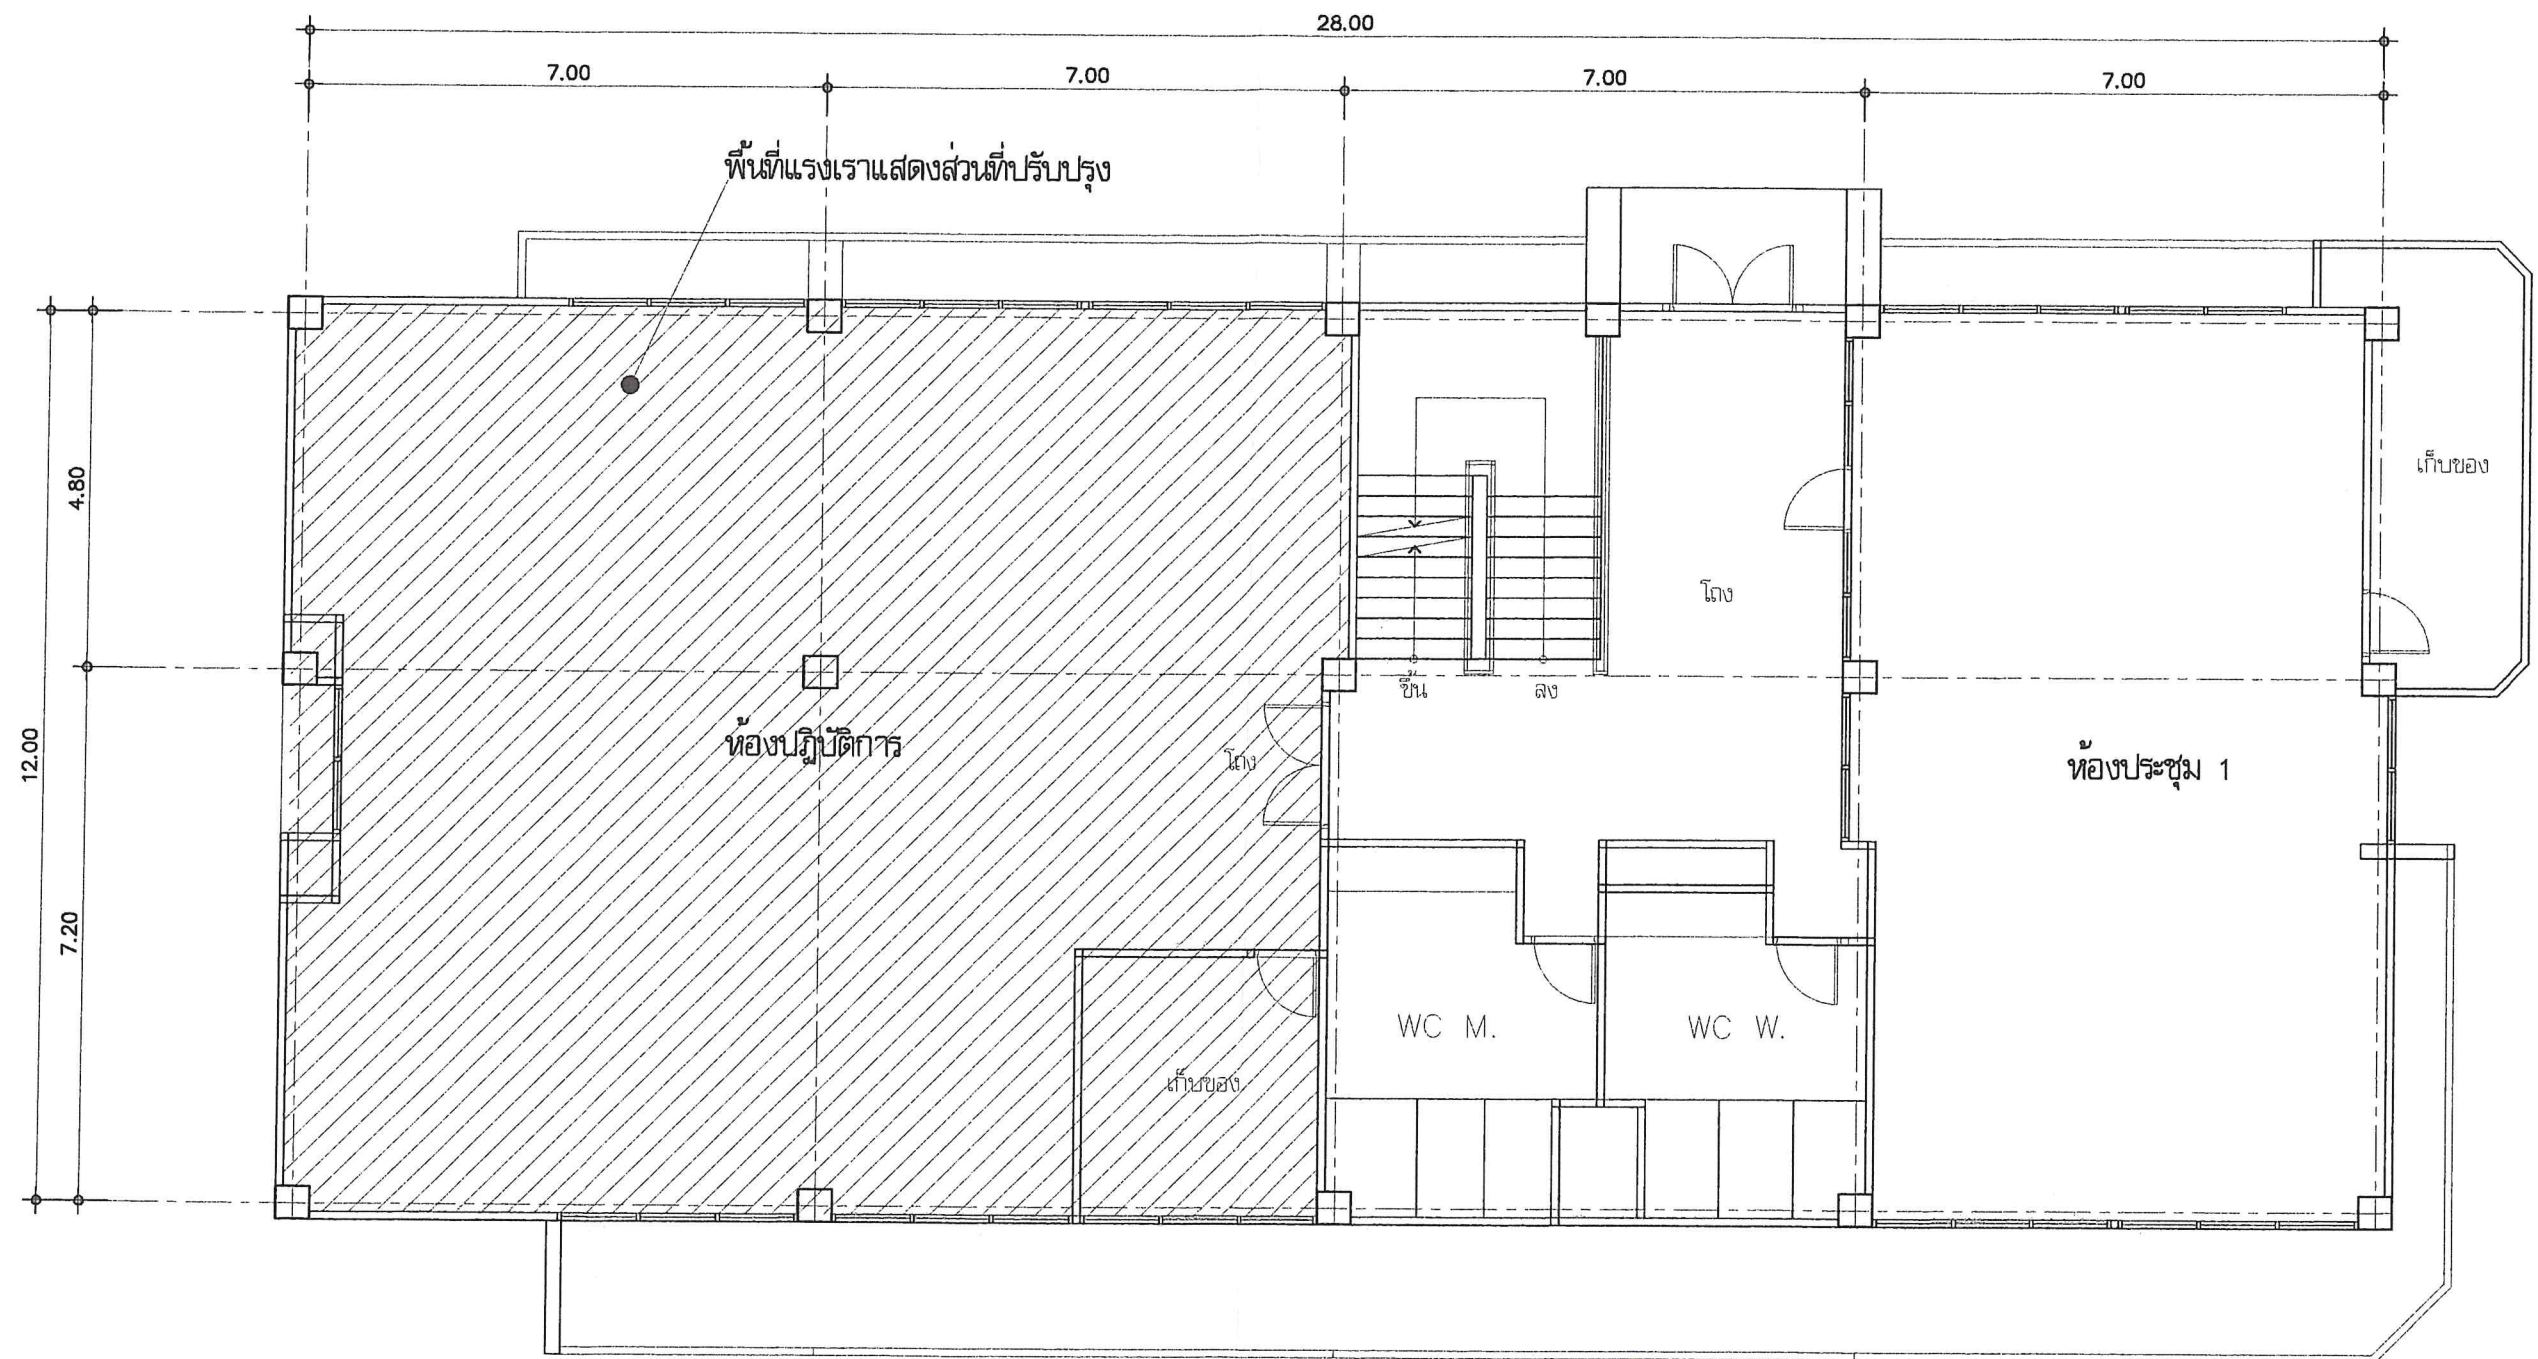 28.00
7.00
7.00
7.00
7.00
พื้นที่แรงเราแสดงส่วนที่ปรับปรุง
4.80
เก็บของ
โถง
ขึ้น
ลง
12.00
ห้องปฏิบัติการ
โถง
ห้องประชุม 1
7.20
WC M.
WC W.
เก็บของ